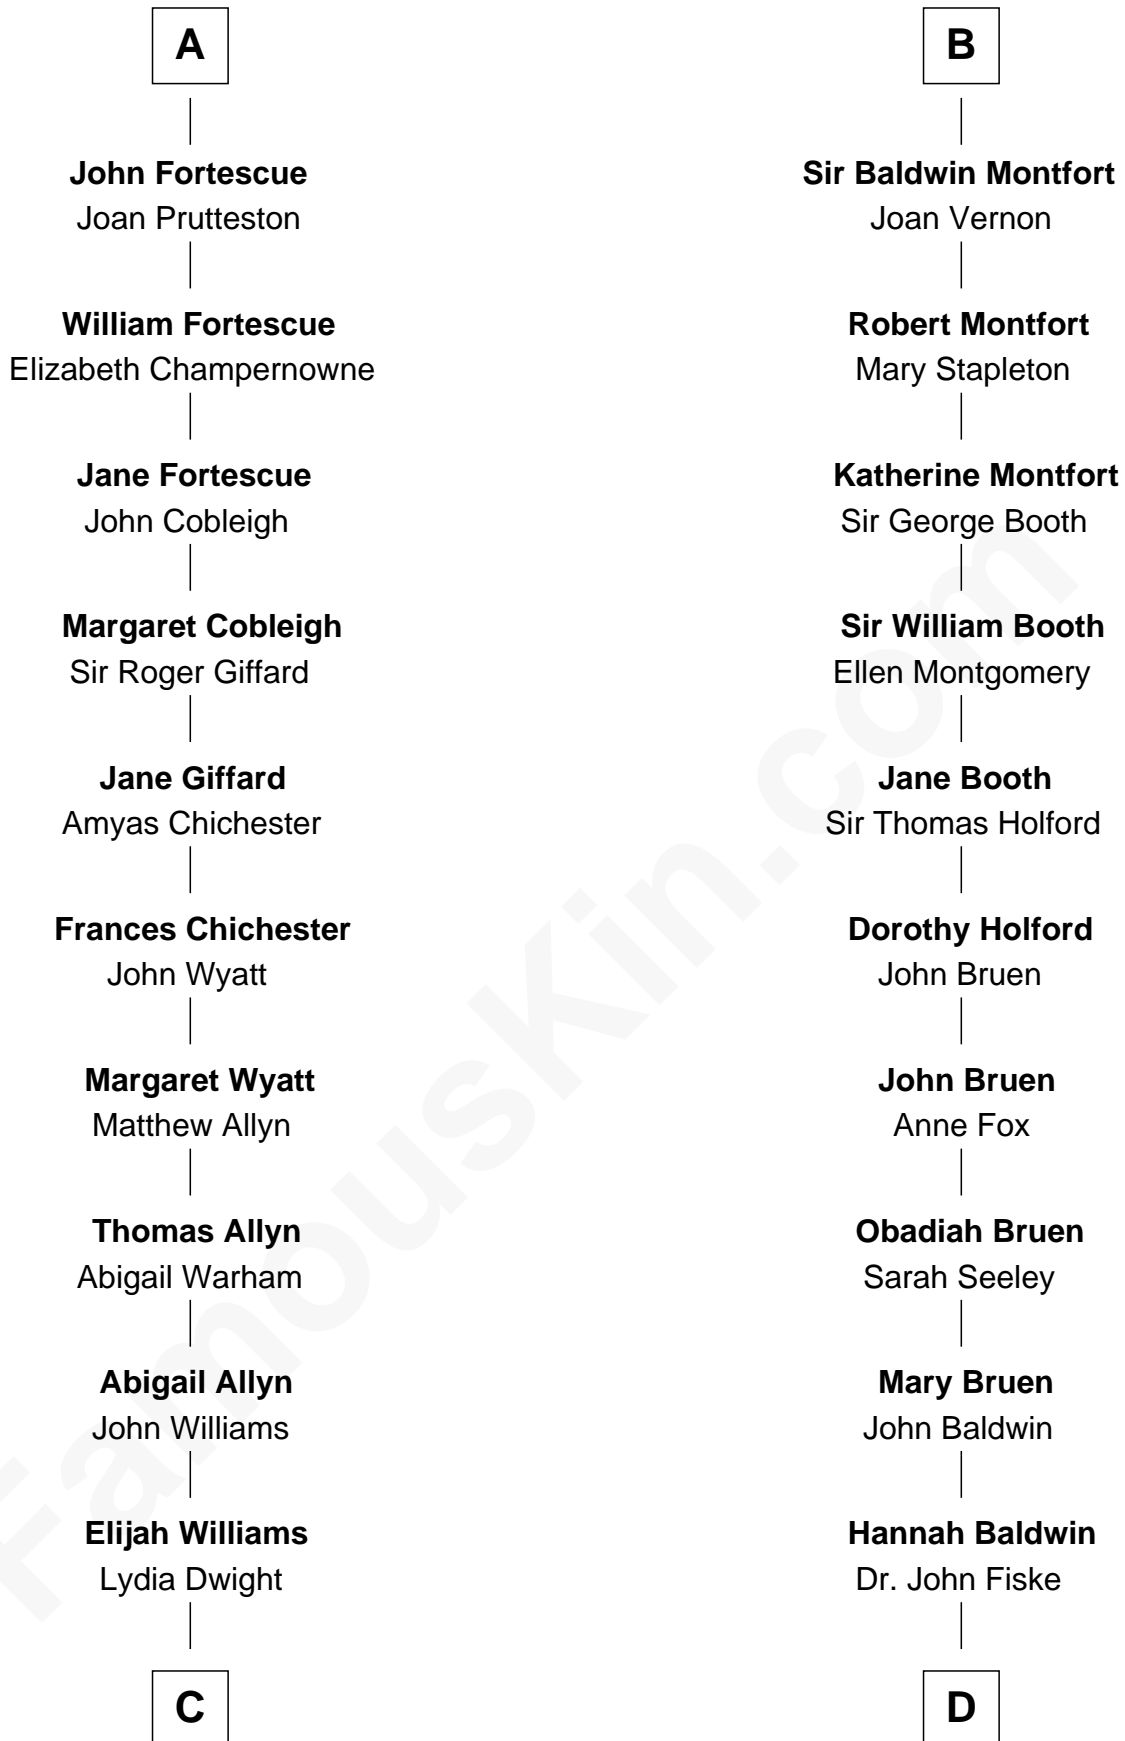 A
John Fortescue
Joan Prutteston
William Fortescue
Elizabeth Champernowne
Jane Fortescue
John Cobleigh
Margaret Cobleigh
Sir Roger Giffard
Jane Giffard
Amyas Chichester
Frances Chichester
John Wyatt
Margaret Wyatt
Matthew Allyn
Thomas Allyn
Abigail Warham
Abigail Allyn
John Williams
Elijah Williams
Lydia Dwight
C
B
Sir Baldwin Montfort
Joan Vernon
Robert Montfort
Mary Stapleton
Katherine Montfort
Sir George Booth
Sir William Booth
Ellen Montgomery
Jane Booth
Sir Thomas Holford
Dorothy Holford
John Bruen
John Bruen
Anne Fox
Obadiah Bruen
Sarah Seeley
Mary Bruen
John Baldwin
Hannah Baldwin
Dr. John Fiske
D
FamousKin.com